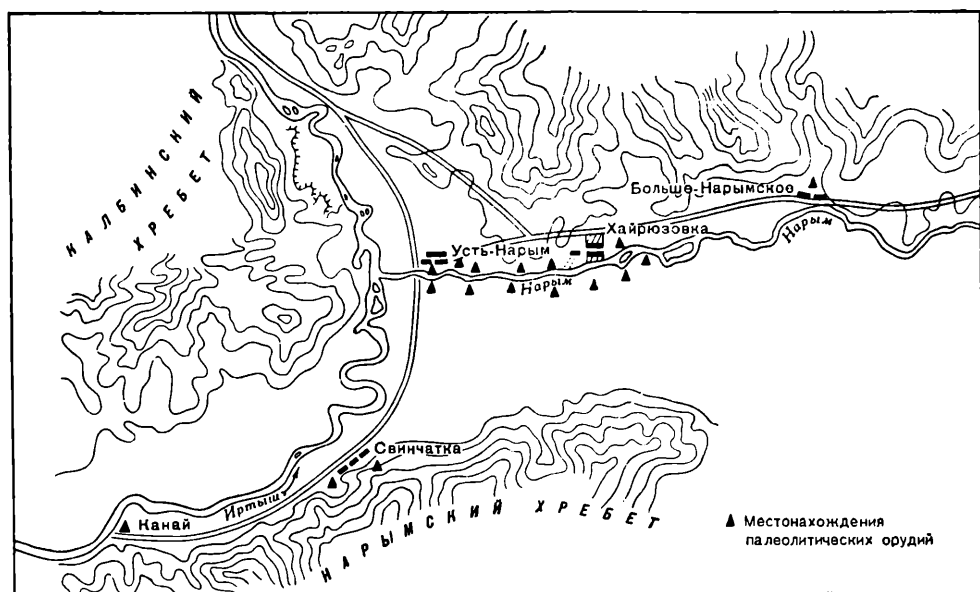 КАЛБИНСКИЙ
ХРЕБЕТ
Больше-Нарымское
Нарым
Хайрюзовка
Усть-Нарым
Нарым
Свинчатка
Иртыш
Канай
НАРЫМСКИЙ ХРЕБЕТ
Местонахождения
палеолитических орудий